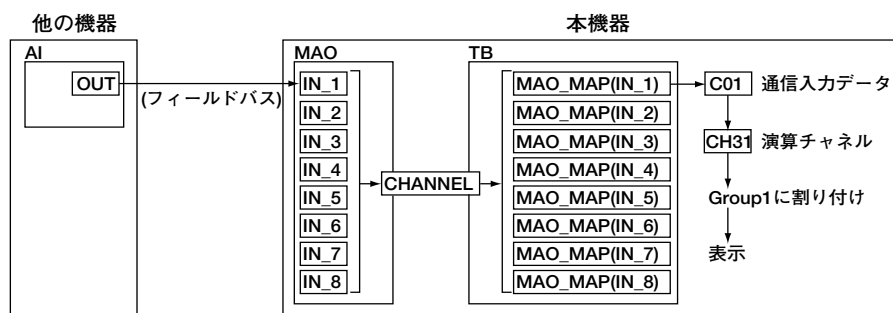 他の機器
本機器
AI
OUT
(フィールドバス)
MAO
IN_1
IN_2
IN_3
IN_4
IN_5
IN_6
IN_7
IN_8
CHANNEL
TB
MAO_MAP(IN_1)
MAO_MAP(IN_2)
MAO_MAP(IN_3)
MAO_MAP(IN_4)
MAO_MAP(IN_5)
MAO_MAP(IN_6)
MAO_MAP(IN_7)
MAO_MAP(IN_8)
C01 通信入力データ
CH31 演算チャネル
Group1に割り付け
表示